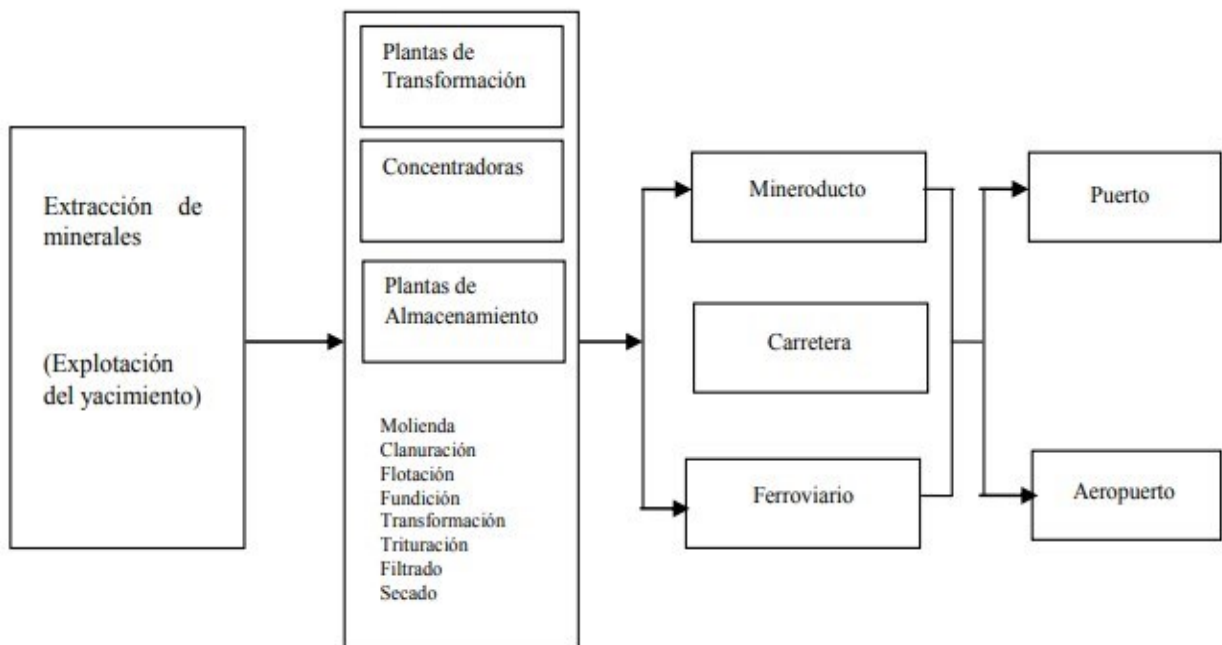 Extracción de
minerales
(Explotación
del yacimiento)
Plantas de
Transformación
Concentradoras
Plantas de
Almacenamiento
Molienda
Clanuración
Flotación
Fundición
Transformación
Trituración
Filtrado
Secado
Mineroducto
Carretera
Ferroviario
Puerto
Aeropuerto